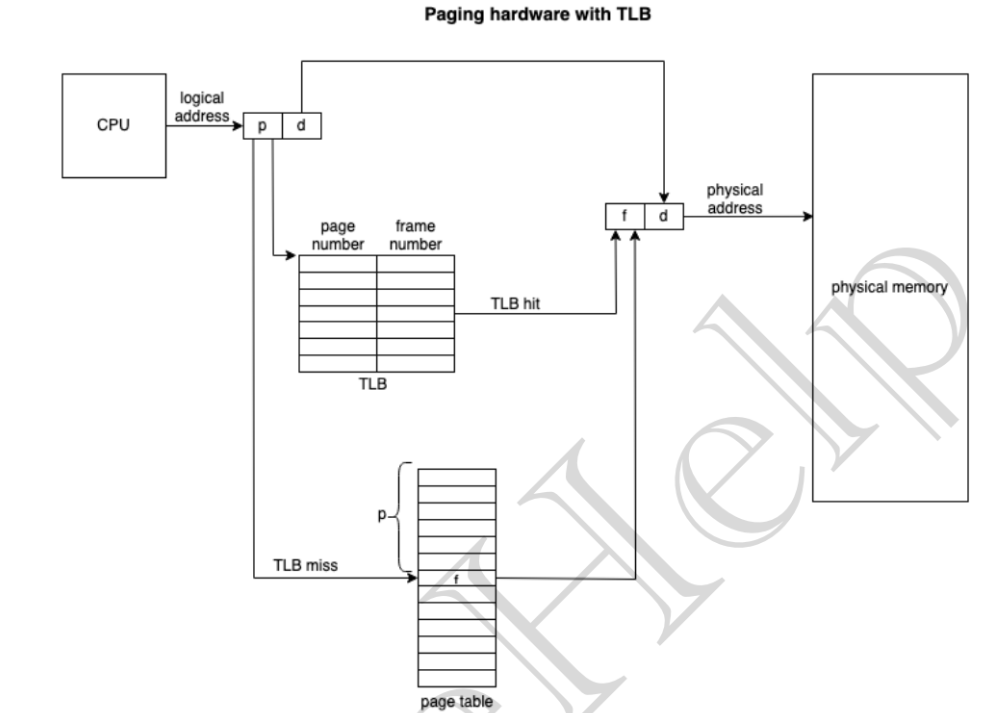 Paging hardware with TLB
CPU
logical
address
p
d
page
number
frame
number
TLB hit
TLB
f
d
physical
address
physical memory
p
TLB miss
f
page table
Help